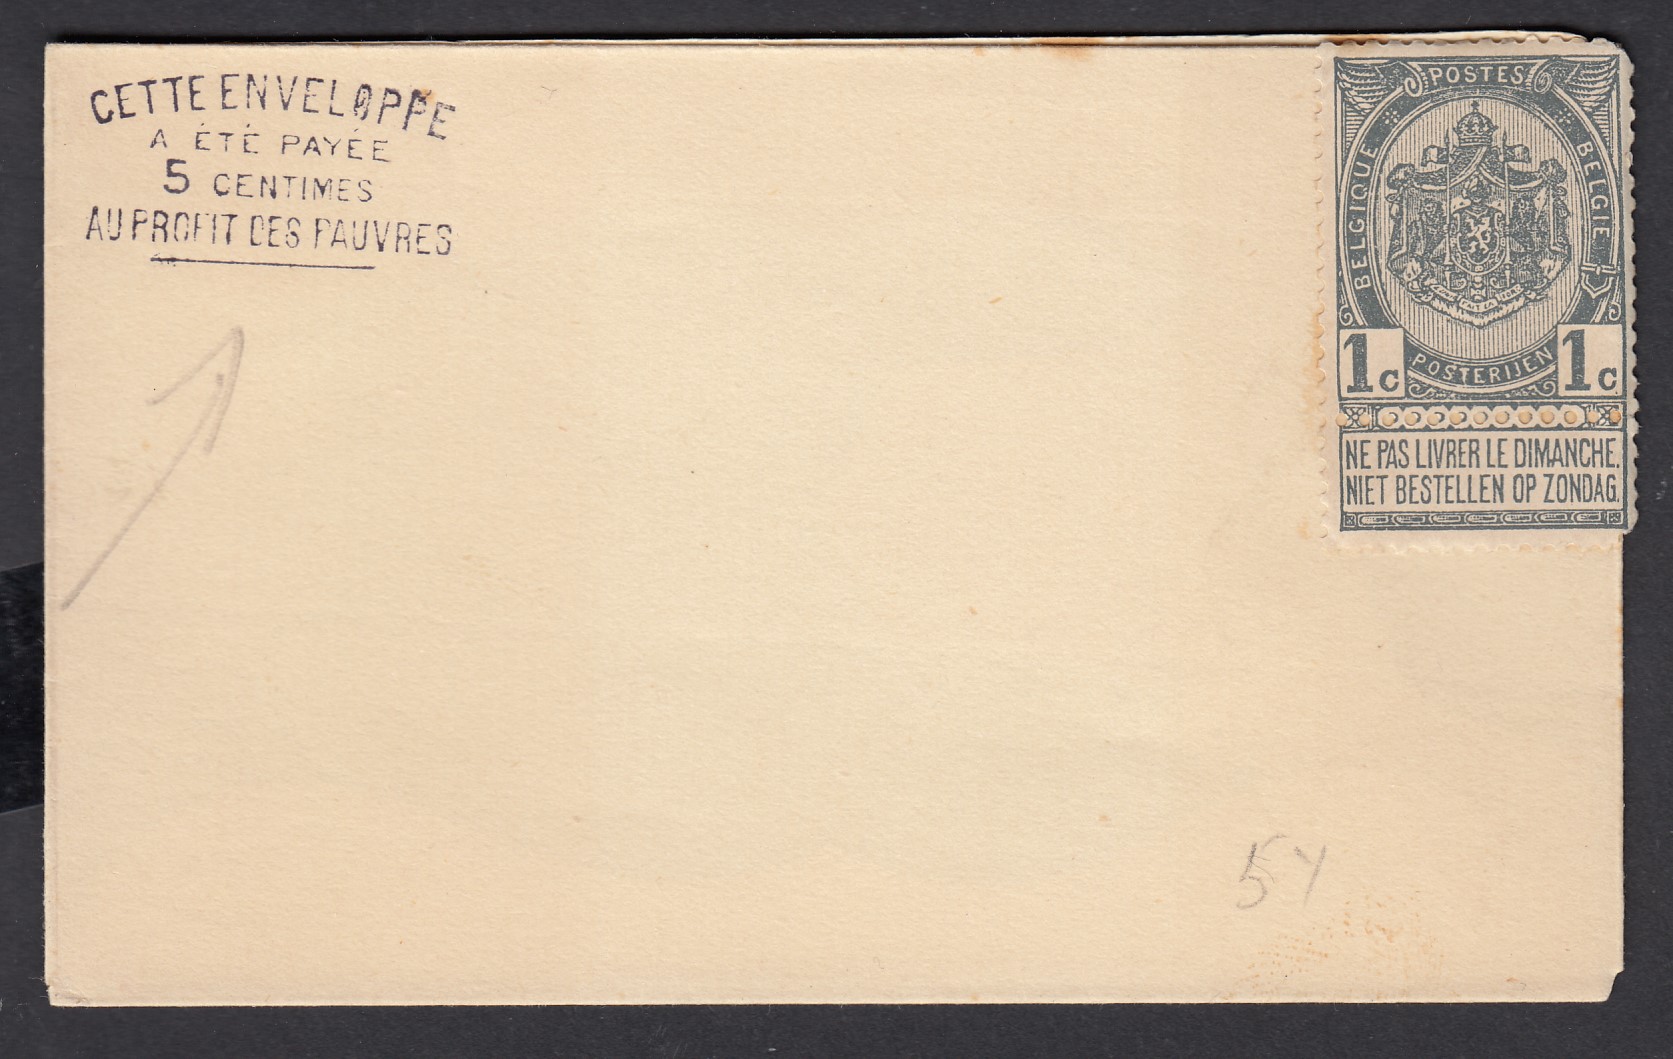 CETTE ENVELOPPE
A ÉTÉ PAYÉE
5 CENTIMES
AU PROFIT DES PAUVRES
POSTES
BELGIQUE
BELGIE
POSTERIJEN
1c 1c
NE PAS LIVRER LE DIMANCHE.
NIET BESTELLEN OP ZONDAG.